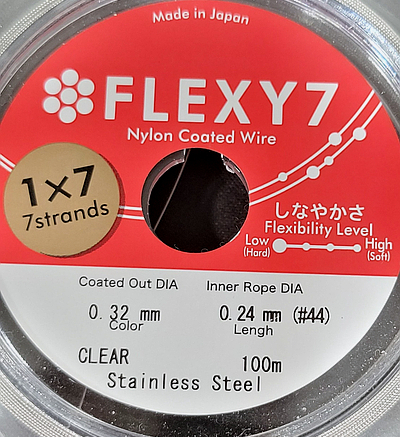 Made in Japan
FLEXY7
Nylon Coated Wire
1×7
7strands
しなやかさ
Flexibility Level
Low High
(Hard) (Soft)
Coated Out DIA Inner Rope DIA
0.32 mm 0.24 mm (#44)
Color Lengh
CLEAR 100m
Stainless Steel